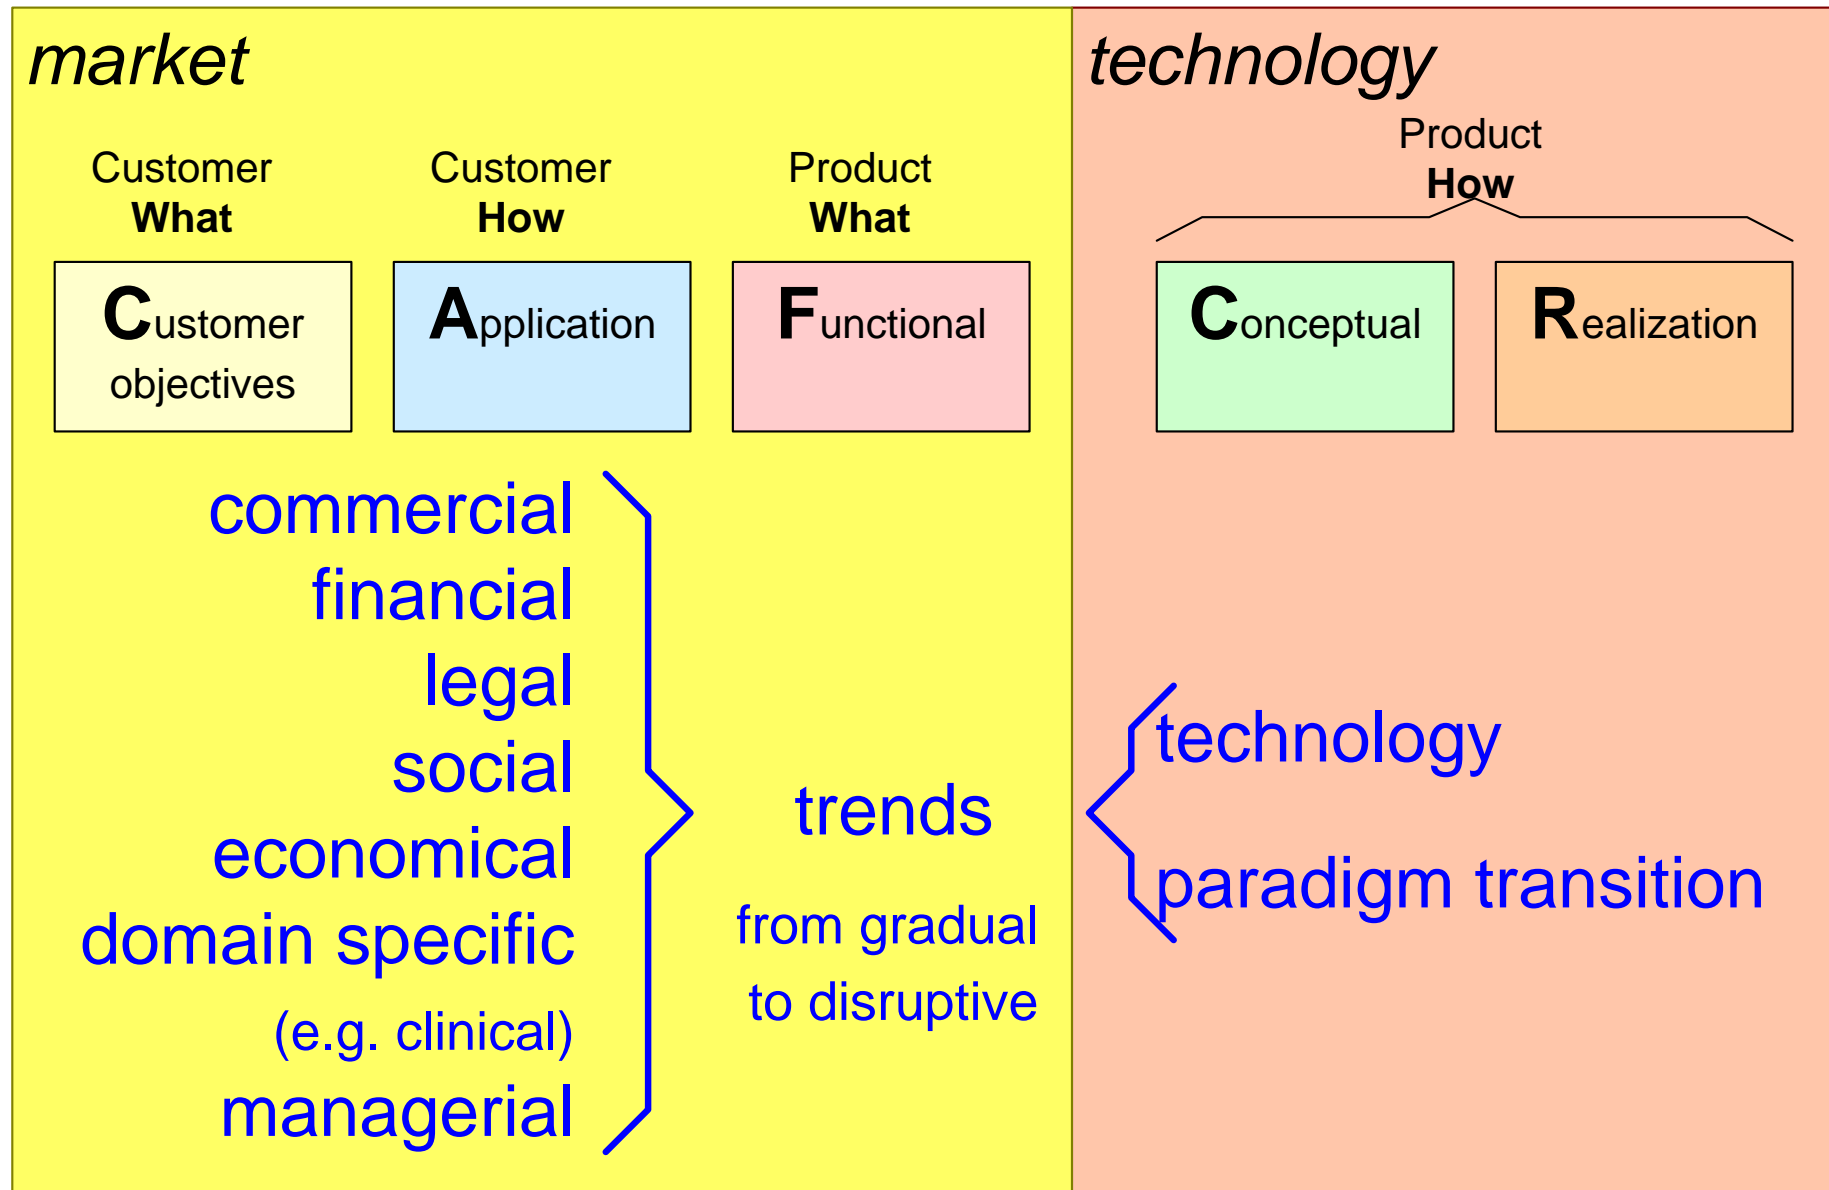 market
Customer
What
Customer
How
Product
What
Customer
objectives
Application
Functional
commercial
financial
legal
social
economical
domain specific
(e.g. clinical)
managerial
trends
from gradual
to disruptive
technology
Product
How
Conceptual
Realization
technology
paradigm transition